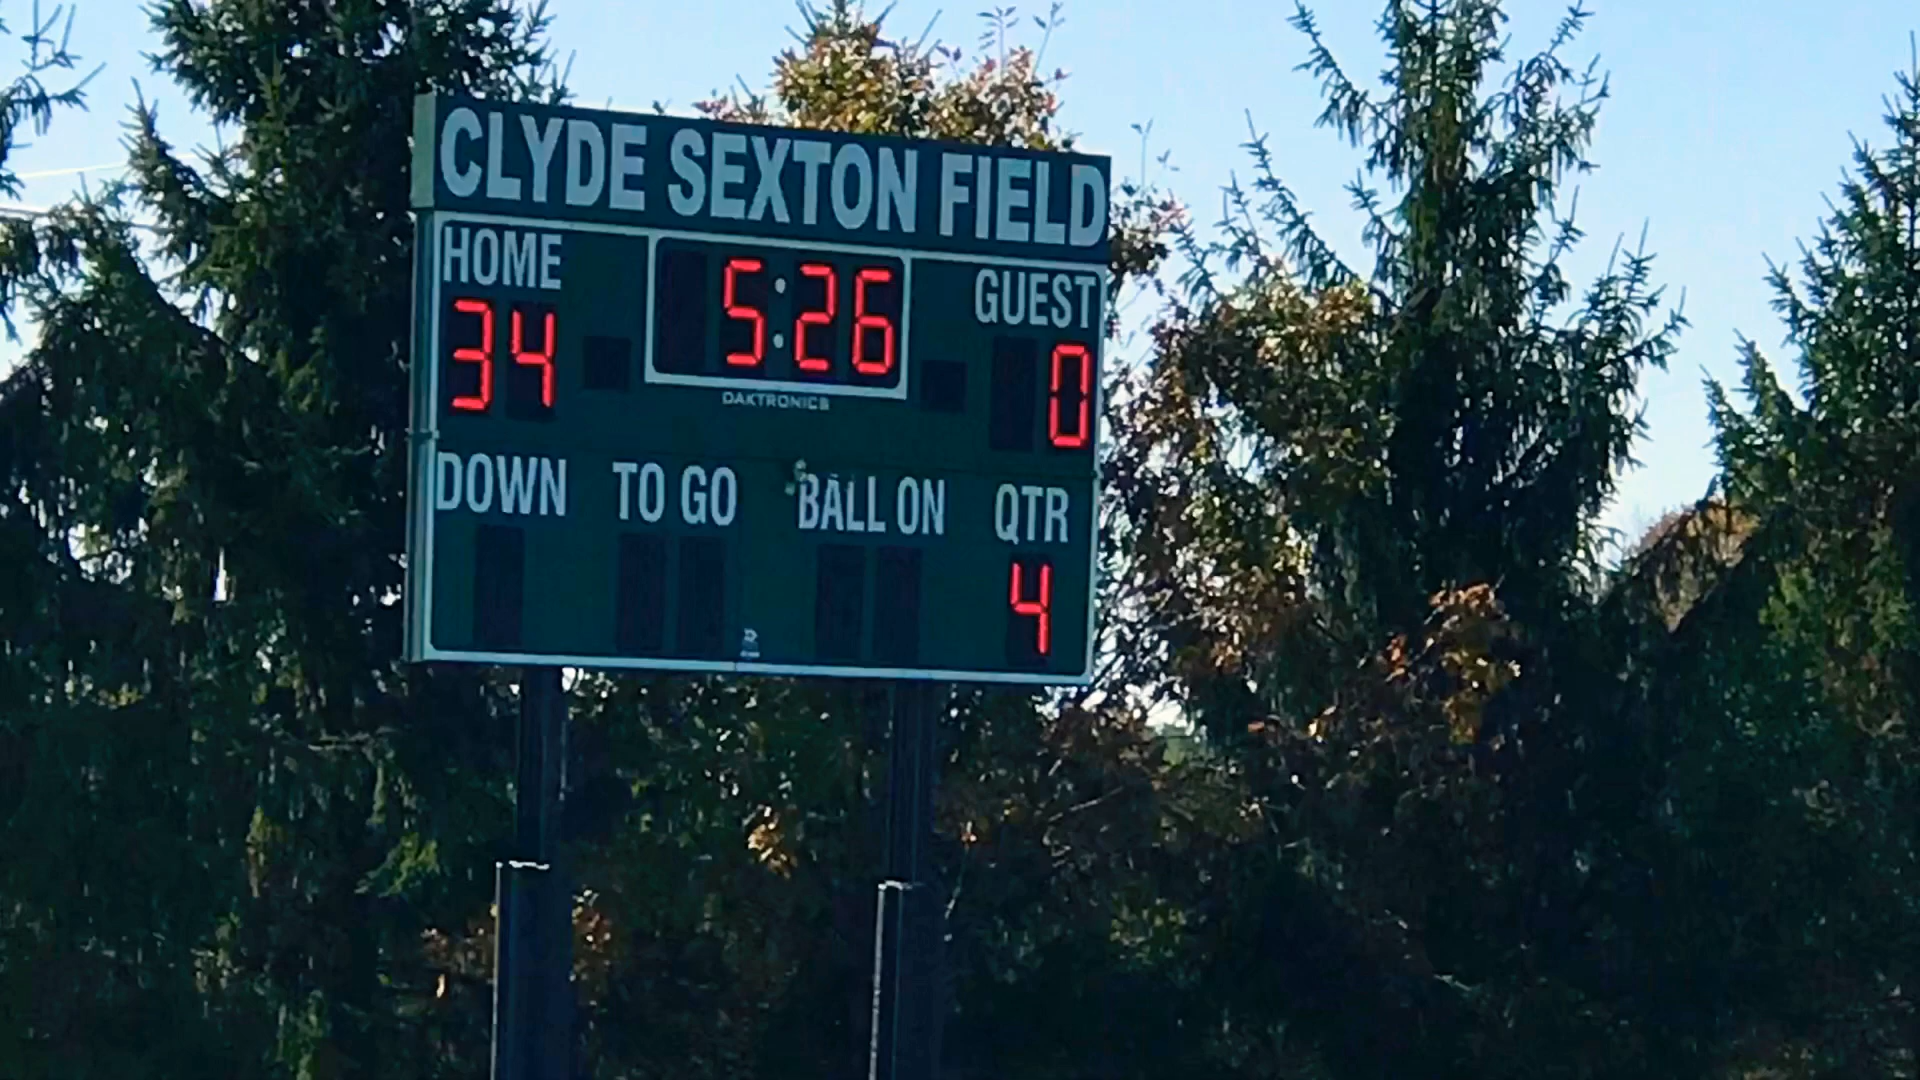 CLYDE SEXTON FIELD
HOME 5:26 GUEST
34 0
DAKTRONICS
DOWN TO GO BALL ON QTR
4